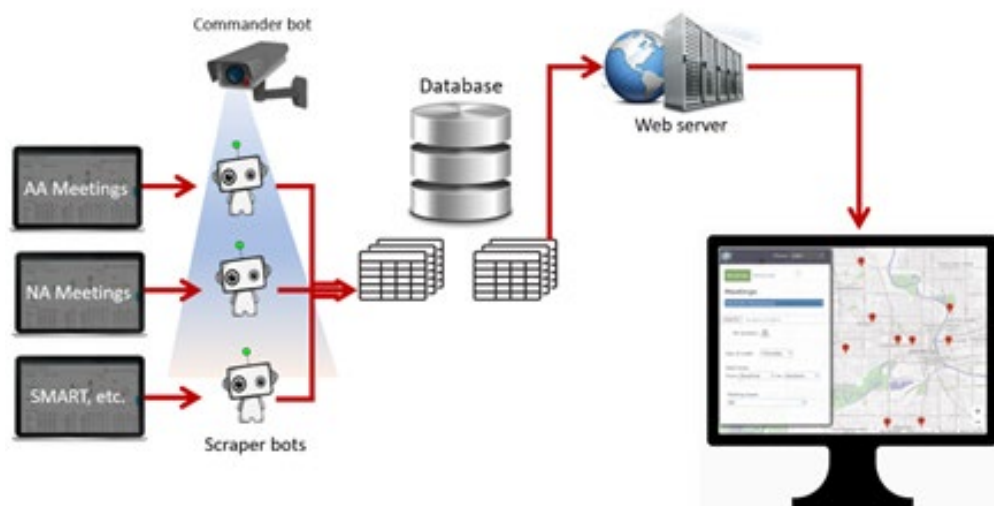 Commander bot
Database
Web server
AA Meetings
NA Meetings
SMART, etc.
Scraper bots
Meetings